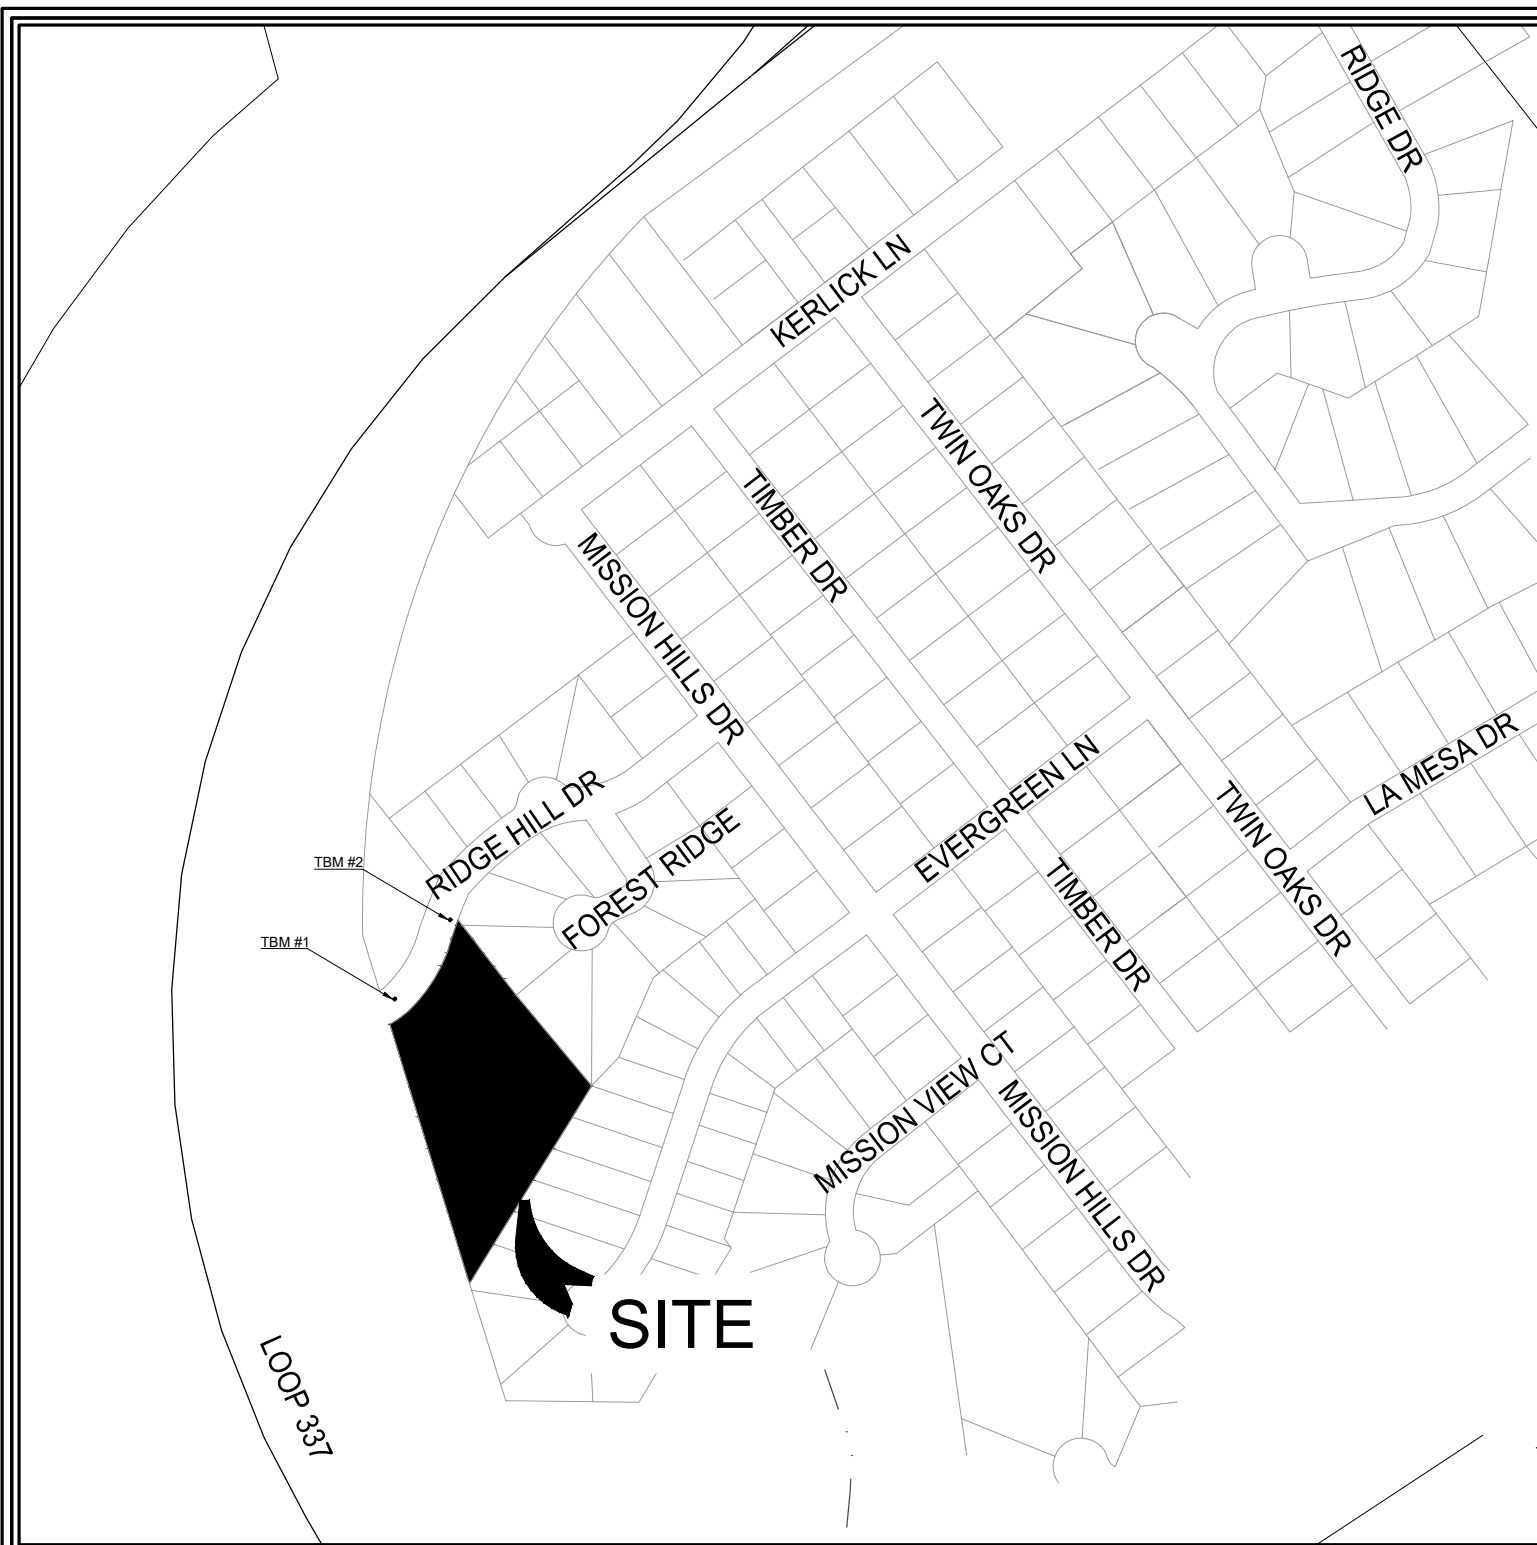 RIDGE DR
KERLICK LN
TWIN OAKS DR
TIMBER DR
MISSION HILLS DR
LA MESA DR
EVERGREEN LN
RIDGE HILL DR
FOREST RIDGE
TWIN OAKS DR
TBM #2
TIMBER DR
TBM #1
MISSION VIEW CT
MISSION HILLS DR
SITE
LOOP 337